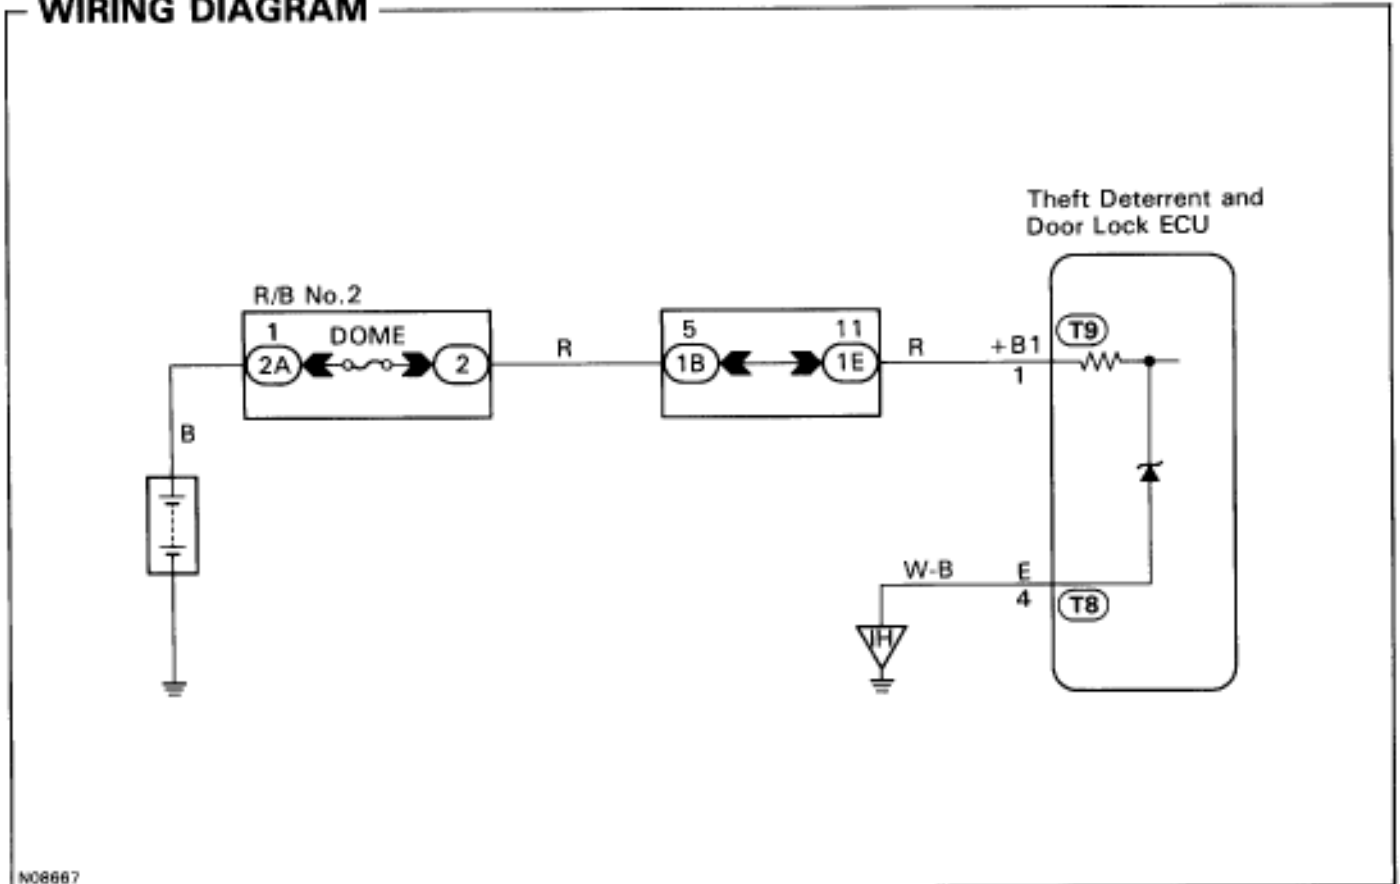 WIRING DIAGRAM
Theft Deterrent and
Door Lock ECU
R/B No.2
1 DOME
2A 2
R
5 11
1B 1E
R
+B1
1
T9
B
W-B
E
4
T8
IH
N08667